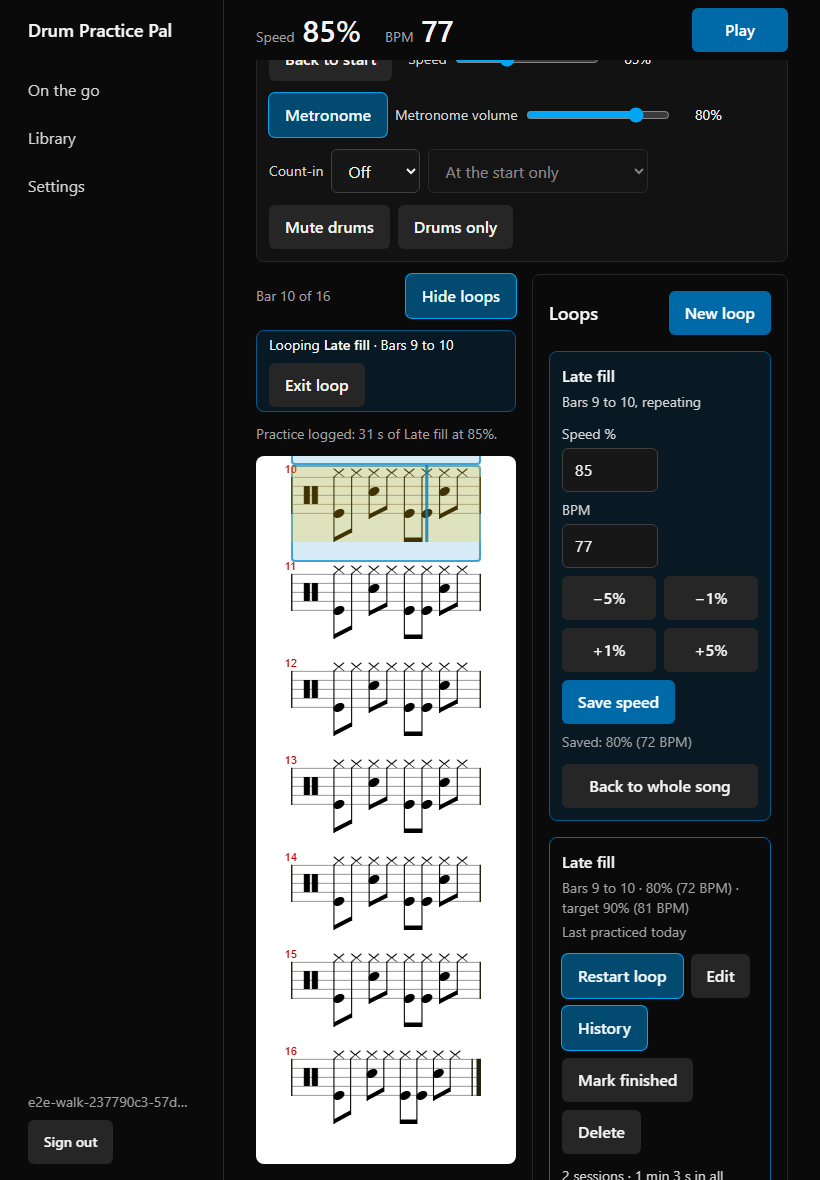 Drum Practice Pal
On the go
Library
Settings
e2e-walk-237790c3-57d...
Sign out
Speed 85% BPM 77
Play
Back to start Speed 85%
Metronome Metronome volume 80%
Count-in Off At the start only
Mute drums Drums only
Bar 10 of 16
Hide loops
Looping Late fill · Bars 9 to 10
Exit loop
Practice logged: 31 s of Late fill at 85%.
10
11
12
13
14
15
16
Loops
New loop
Late fill
Bars 9 to 10, repeating
Speed %
85
BPM
77
−5% −1%
+1% +5%
Save speed
Saved: 80% (72 BPM)
Back to whole song
Late fill
Bars 9 to 10 · 80% (72 BPM) ·
target 90% (81 BPM)
Last practiced today
Restart loop Edit
History
Mark finished
Delete
2 sessions · 1 min 3 s in all